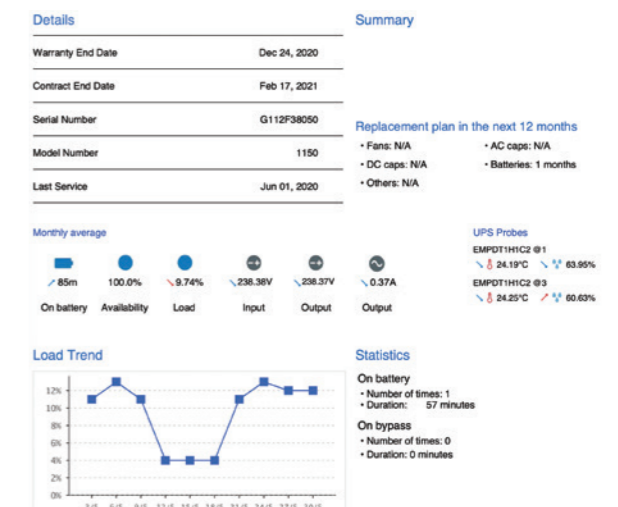 Details
Warranty End Date Dec 24, 2020
Contract End Date Feb 17, 2021
Serial Number G112F38050
Model Number 1150
Last Service Jun 01, 2020
Summary
Replacement plan in the next 12 months
• Fans: N/A • AC caps: N/A
• DC caps: N/A • Batteries: 1 months
• Others: N/A
Monthly average
85m 100.0% 9.74% 238.38V 238.37V 0.37A
On battery Availability Load Input Output Output
UPS Probes
EMPDT1H1C2 @1
24.19°C 63.95%
EMPDT1H1C2 @3
24.25°C 60.63%
Load Trend
12%
10%
8%
6%
4%
2%
0%
Statistics
On battery
• Number of times: 1
• Duration: 57 minutes
On bypass
• Number of times: 0
• Duration: 0 minutes